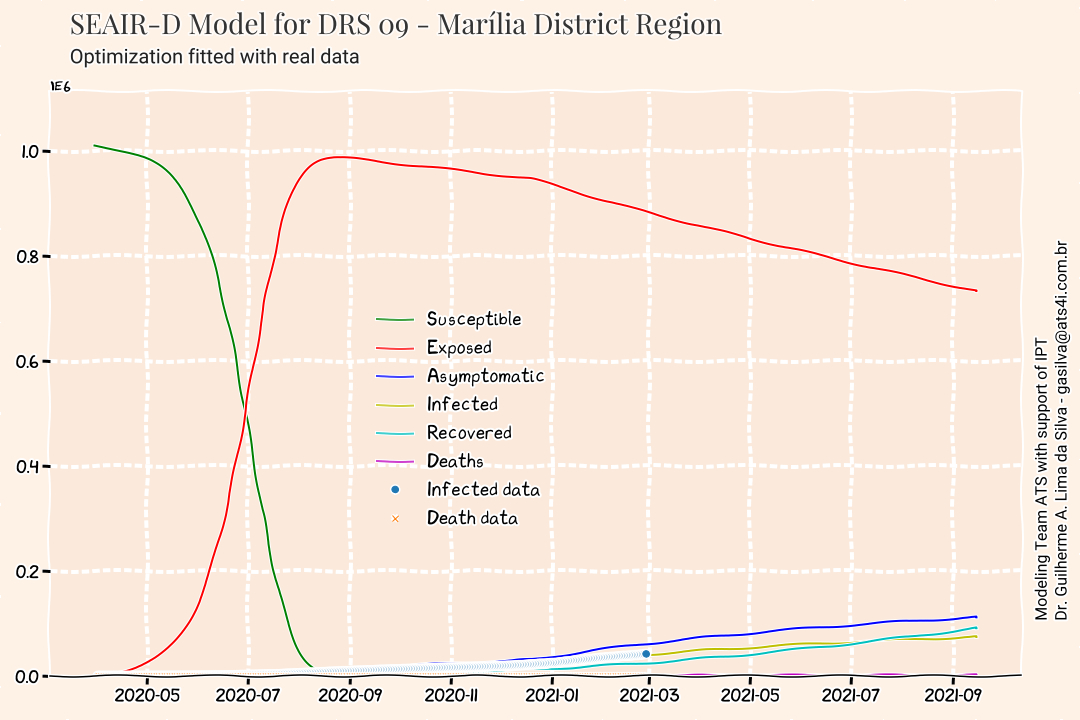 SEAIR-D Model for DRS 09 - Marília District Region
Optimization fitted with real data
1E6
1.0
0.8
0.6
0.4
0.2
0.0
Susceptible
Exposed
Asymptomatic
Infected
Recovered
Deaths
Infected data
Death data
2020-05 2020-07 2020-09 2020-11 2021-01 2021-03 2021-05 2021-07 2021-09
Modeling Team ATS with support of IPT
Dr. Guilherme A. Lima da Silva - gasilva@ats4i.com.br